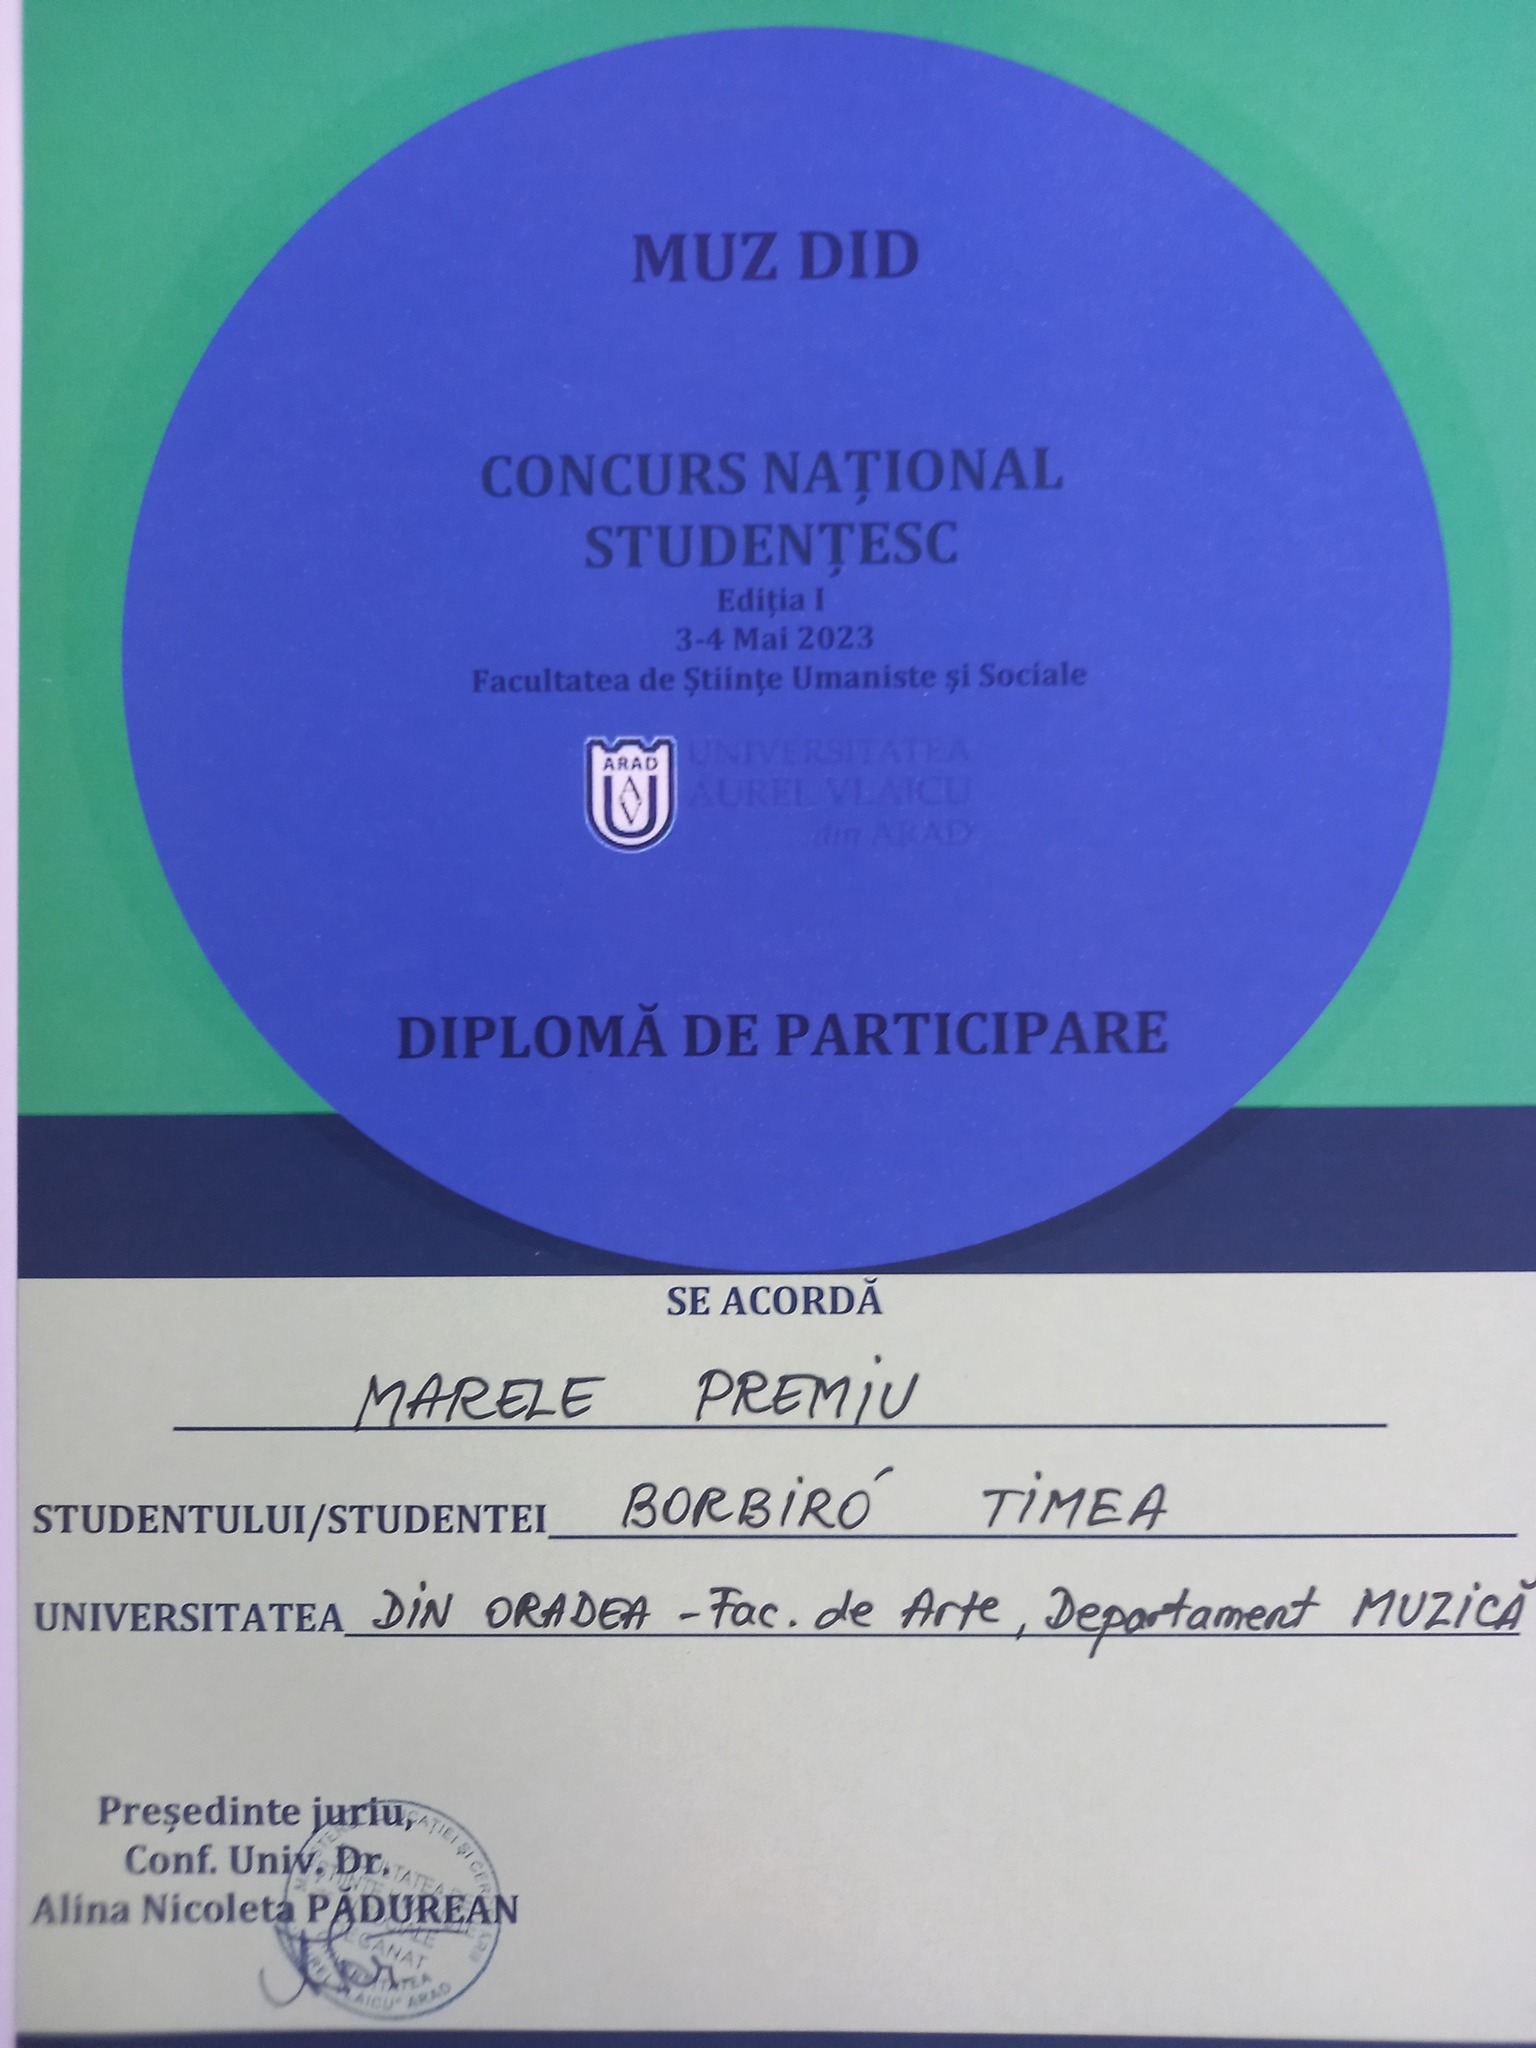 MUZ DID
CONCURS NAȚIONAL
STUDENȚESC
Ediția I
3-4 Mai 2023
Facultatea de Științe Umaniste și Sociale
ARAD
UNIVERSITATEA
AUREL VLAICU
din ARAD
DIPLOMĂ DE PARTICIPARE
SE ACORDĂ
MARELE PREMIU
STUDENTULUI/STUDENTEI BORBIRÓ TIMEA
UNIVERSITATEA DIN ORADEA - Fac. de Arte, Departament MUZICĂ
Președinte juriu,
Conf. Univ. Dr.
Alina Nicoleta PĂDUREAN